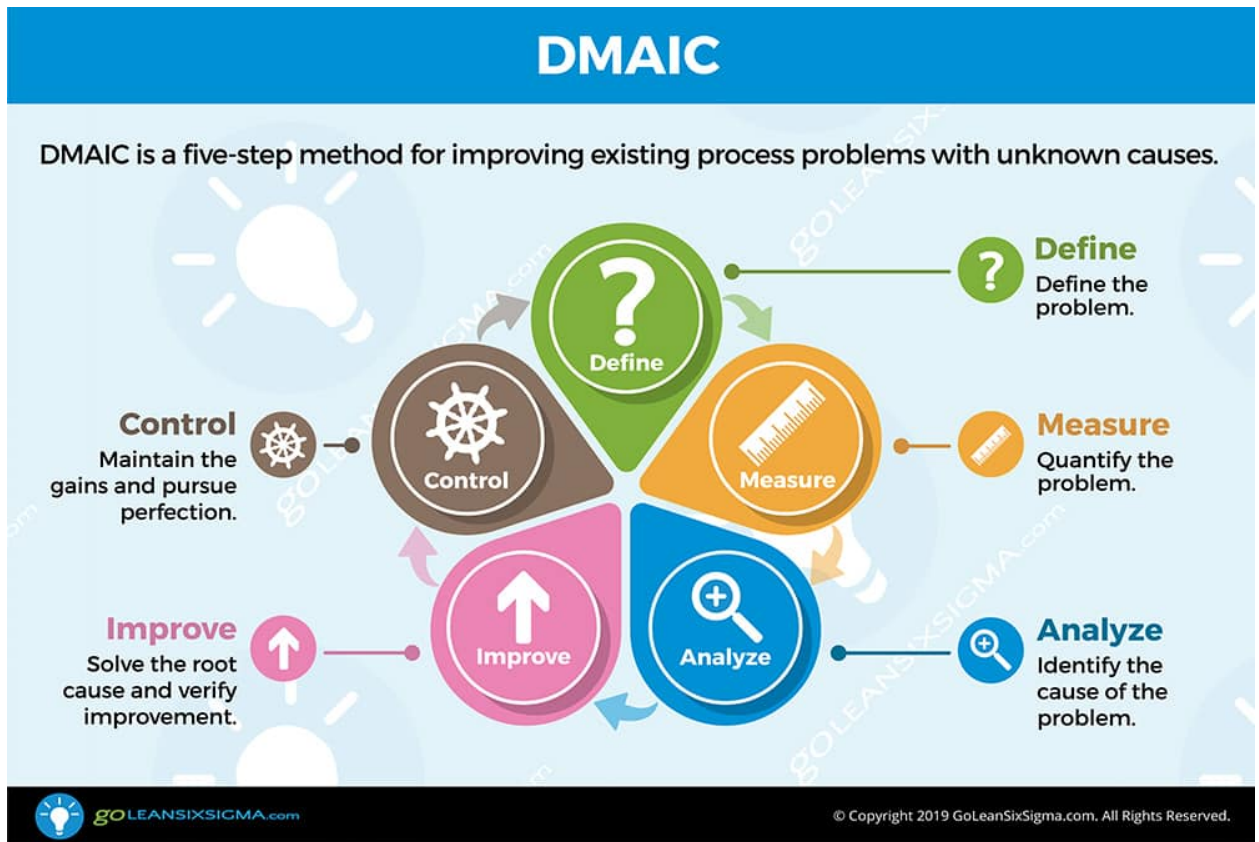 DMAIC
DMAIC is a five-step method for improving existing process problems with unknown causes.
Define
Measure
Analyze
Improve
Control
Define
Define the
problem.
Measure
Quantify the
problem.
Analyze
Identify the
cause of the
problem.
Improve
Solve the root
cause and verify
improvement.
Control
Maintain the
gains and pursue
perfection.
goLEANSIXSIGMA.com
goLEANSIXSIGMA.com
© Copyright 2019 GoLeanSixSigma.com. All Rights Reserved.